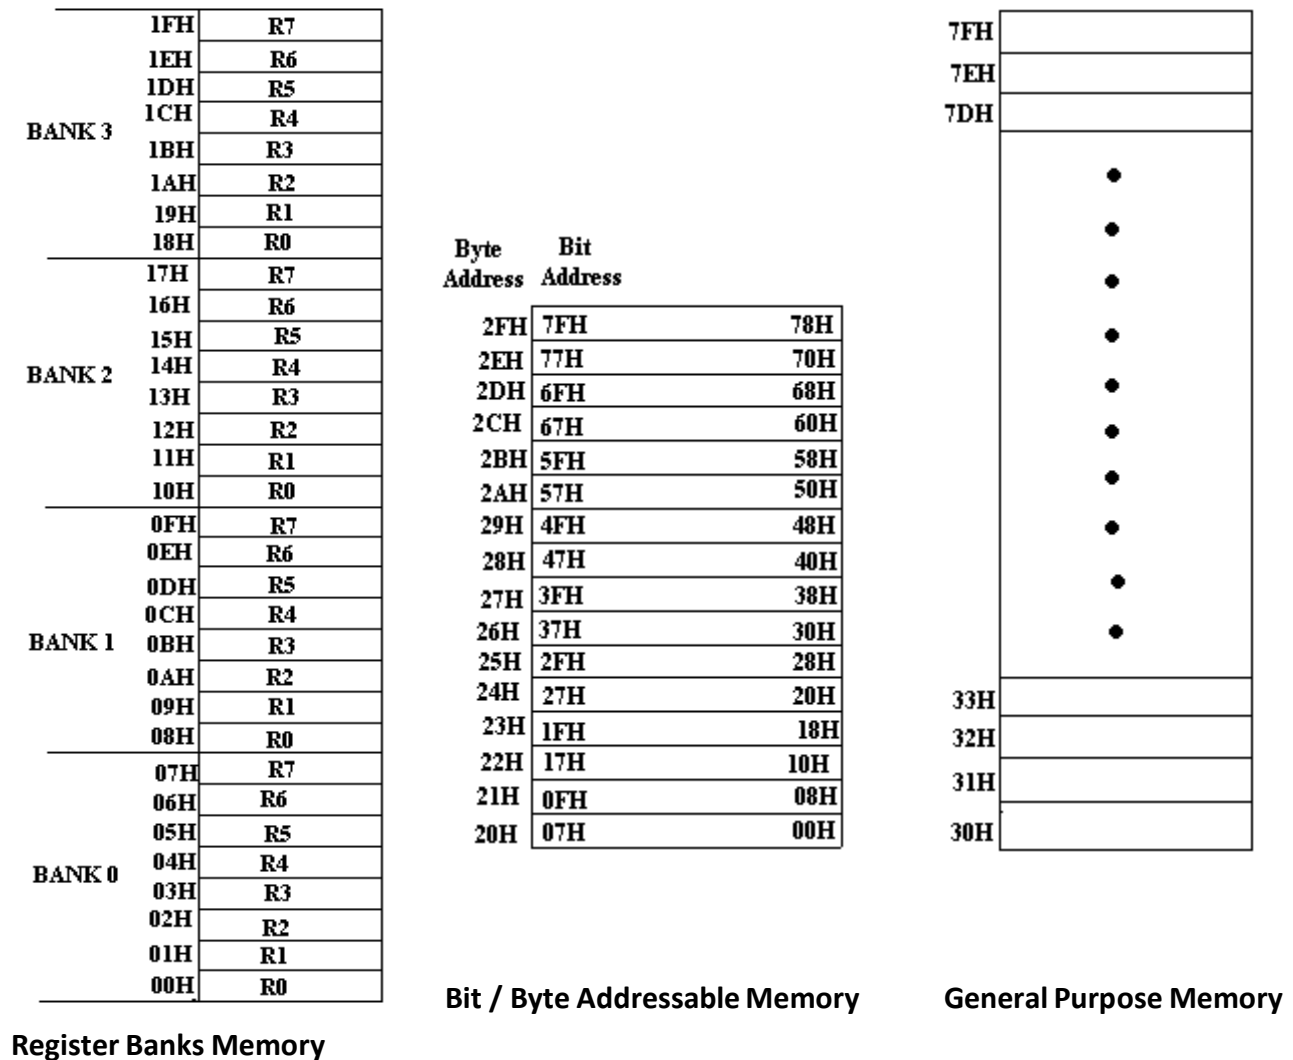 1FH R7
1EH R6
1DH R5
1CH R4
BANK 3
1BH R3
1AH R2
19H R1
18H R0
17H R7
16H R6
15H R5
14H R4
BANK 2
13H R3
12H R2
11H R1
10H R0
0FH R7
0EH R6
0DH R5
0CH R4
BANK 1
0BH R3
0AH R2
09H R1
08H R0
07H R7
06H R6
05H R5
04H R4
BANK 0
03H R3
02H R2
01H R1
00H R0
Register Banks Memory
Byte Bit
Address Address
2FH 7FH 78H
2EH 77H 70H
2DH 6FH 68H
2CH 67H 60H
2BH 5FH 58H
2AH 57H 50H
29H 4FH 48H
28H 47H 40H
27H 3FH 38H
26H 37H 30H
25H 2FH 28H
24H 27H 20H
23H 1FH 18H
22H 17H 10H
21H 0FH 08H
20H 07H 00H
Bit / Byte Addressable Memory
7FH
7EH
7DH
33H
32H
31H
30H
General Purpose Memory